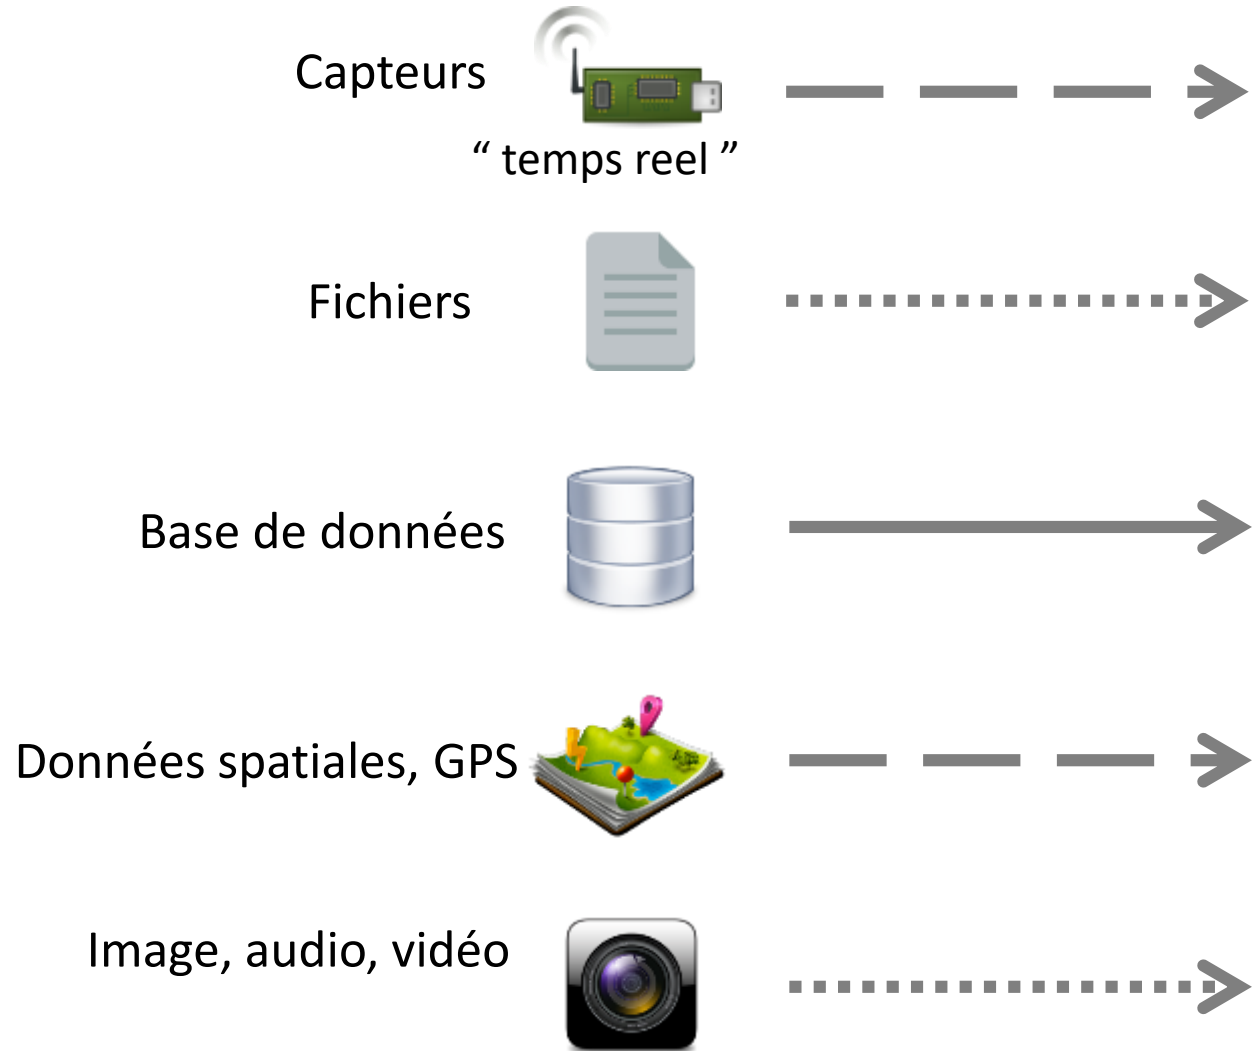 Capteurs
“ temps reel ”
Fichiers
Base de données
Données spatiales, GPS
Image, audio, vidéo